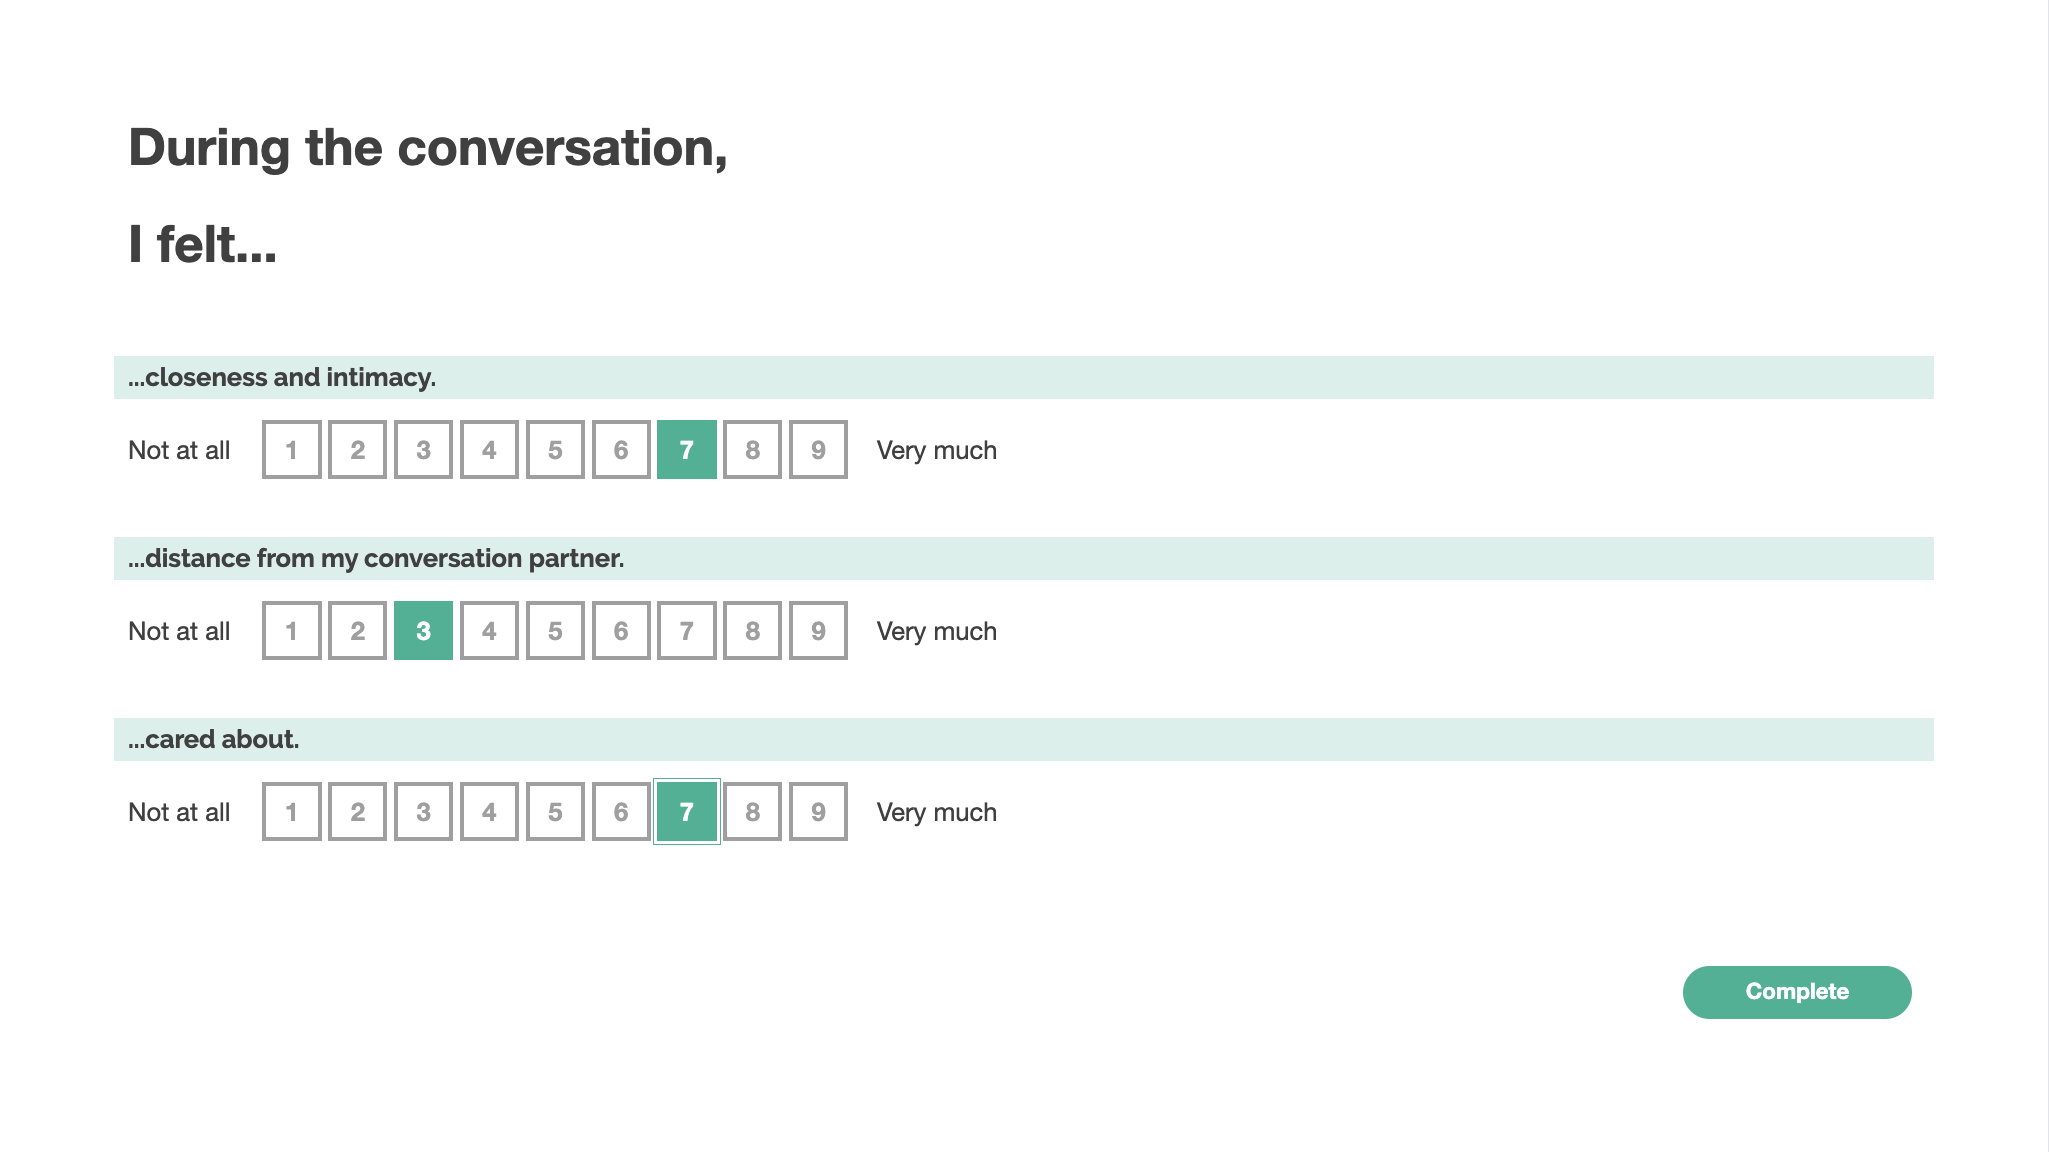 During the conversation,
I felt...
...closeness and intimacy.
Not at all 1 2 3 4 5 6 7 8 9 Very much
...distance from my conversation partner.
Not at all 1 2 3 4 5 6 7 8 9 Very much
...cared about.
Not at all 1 2 3 4 5 6 7 8 9 Very much
Complete